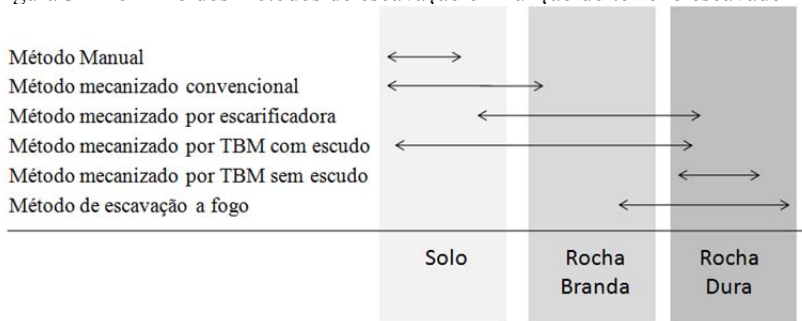 Método Manual
Método mecanizado convencional
Método mecanizado por escarificadora
Método mecanizado por TBM com escudo
Método mecanizado por TBM sem escudo
Método de escavação a fogo
Solo
Rocha
Branda
Rocha
Dura